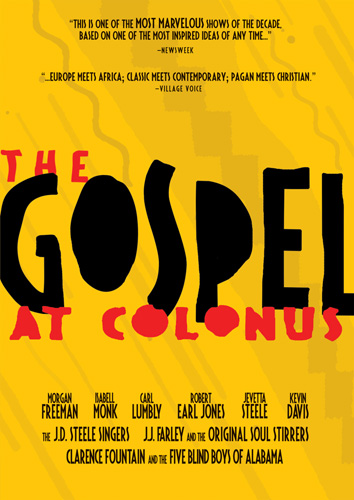 "THIS IS ONE OF THE MOST MARVELOUS SHOWS OF THE DECADE,
BASED ON ONE OF THE MOST INSPIRED IDEAS OF ANY TIME..."
–NEWSWEEK
"...EUROPE MEETS AFRICA; CLASSIC MEETS CONTEMPORARY; PAGAN MEETS CHRISTIAN."
–VILLAGE VOICE
THE
GOSPEL
AT COLONUS
MORGAN ISABELL CARL ROBERT JEVETTA KEVIN
FREEMAN MONK LUMBLY EARL JONES STEELE DAVIS
THE J.D. STEELE SINGERS J.J. FARLEY AND THE ORIGINAL SOUL STIRRERS
CLARENCE FOUNTAIN AND THE FIVE BLIND BOYS OF ALABAMA